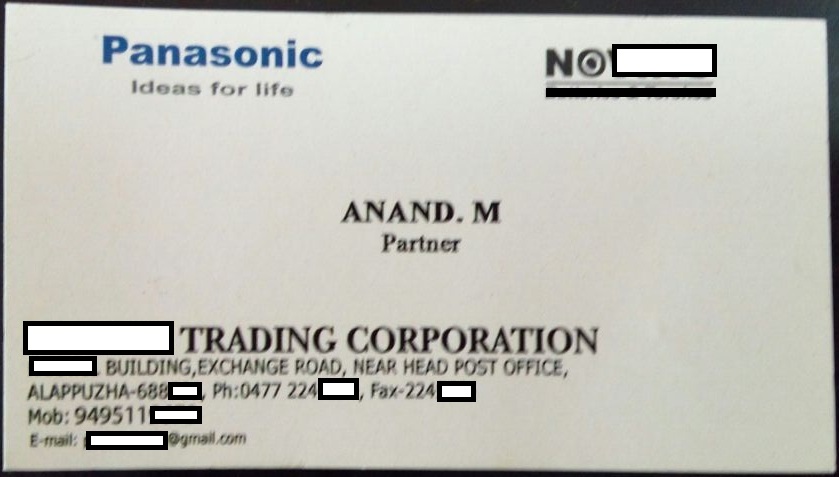 Panasonic
Ideas for life
ANAND. M
Partner
TRADING CORPORATION
BUILDING,EXCHANGE ROAD, NEAR HEAD POST OFFICE,
ALAPPUZHA-688 , Ph:0477 224 , Fax-224
Mob: 949511
E-mail: @gmail.com